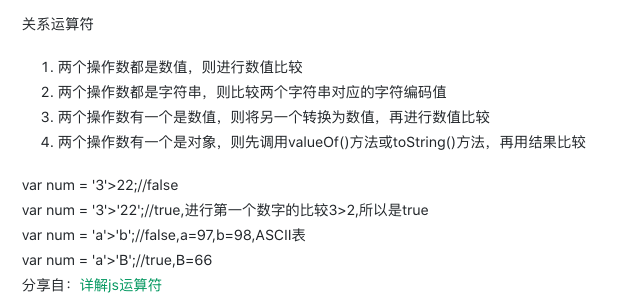 关系运算符
1. 两个操作数都是数值，则进行数值比较
2. 两个操作数都是字符串，则比较两个字符串对应的字符编码值
3. 两个操作数有一个是数值，则将另一个转换为数值，再进行数值比较
4. 两个操作数有一个是对象，则先调用valueOf()方法或toString()方法，再用结果比较
var num = '3'>22;//false
var num = '3'>'22';//true,进行第一个数字的比较3>2,所以是true
var num = 'a'>'b';//false,a=97,b=98,ASCII表
var num = 'a'>'B';//true,B=66
分享自：详解js运算符